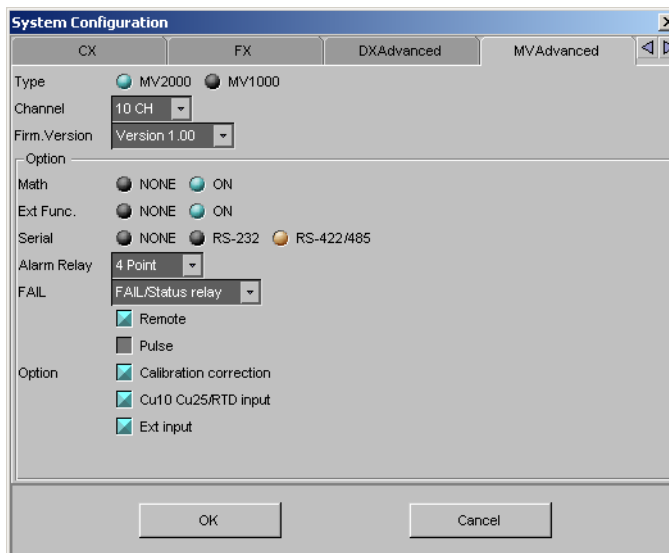 System Configuration
CX FX DXAdvanced MVAdvanced
Type MV2000 MV1000
Channel 10 CH
Firm.Version Version 1.00
Option
Math NONE ON
Ext Func. NONE ON
Serial NONE RS-232 RS-422/485
Alarm Relay 4 Point
FAIL FAIL/Status relay
Remote
Pulse
Option Calibration correction
Cu10 Cu25/RTD input
Ext input
OK Cancel